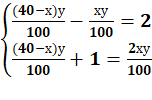 (40-x)y/100 - xy/100 = 2
(40-x)y/100 + 1 = 2xy/100